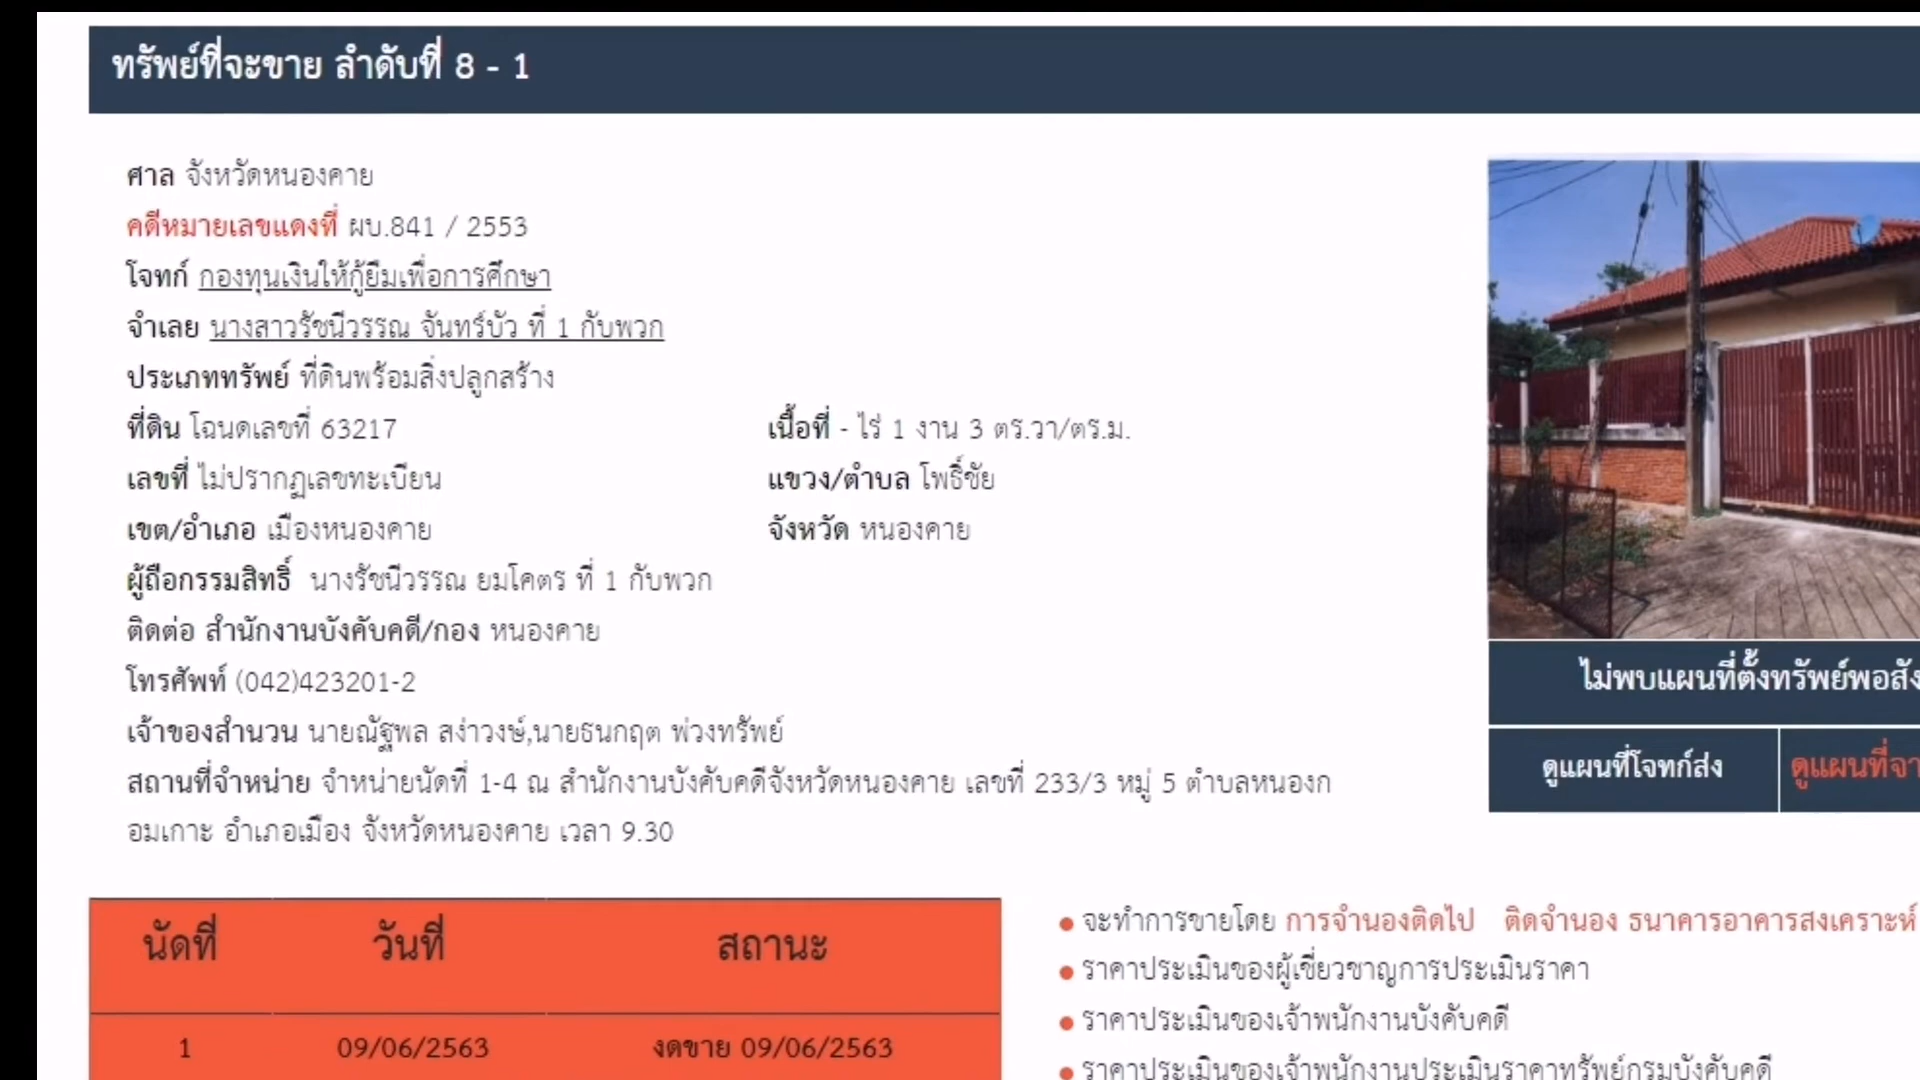 ทรัพย์ที่จะขาย ลำดับที่ 8 - 1
ศาล จังหวัดหนองคาย
คดีหมายเลขแดงที่ ผบ.841 / 2553
โจทก์ กองทุนเงินให้กู้ยืมเพื่อการศึกษา
จำเลย นางสาวรัชนีวรรณ จันทร์บัว ที่ 1 กับพวก
ประเภททรัพย์ ที่ดินพร้อมสิ่งปลูกสร้าง
ที่ดิน โฉนดเลขที่ 63217 เนื้อที่ - ไร่ 1 งาน 3 ตร.วา/ตร.ม.
เลขที่ ไม่ปรากฏเลขทะเบียน แขวง/ตำบล โพธิ์ชัย
เขต/อำเภอ เมืองหนองคาย จังหวัด หนองคาย
ผู้ถือกรรมสิทธิ์ นางรัชนีวรรณ ยมโคตร ที่ 1 กับพวก
ติดต่อ สำนักงานบังคับคดี/กอง หนองคาย
โทรศัพท์ (042)423201-2
เจ้าของสำนวน นายณัฐพล สง่าวงษ์,นายธนกฤต พ่วงทรัพย์
สถานที่จำหน่าย จำหน่ายนัดที่ 1-4 ณ สำนักงานบังคับคดีจังหวัดหนองคาย เลขที่ 233/3 หมู่ 5 ตำบลหนองก
อมเกาะ อำเภอเมือง จังหวัดหนองคาย เวลา 9.30
ไม่พบแผนที่ตั้งทรัพย์พอสัง
ดูแผนที่โจทก์ส่ง ดูแผนที่จา
นัดที่ วันที่ สถานะ
1 09/06/2563 งดขาย 09/06/2563
จะทำการขายโดย การจำนองติดไป ติดจำนอง ธนาคารอาคารสงเคราะห์
ราคาประเมินของผู้เชี่ยวชาญการประเมินราคา
ราคาประเมินของเจ้าพนักงานบังคับคดี
ราคาประเมินของเจ้าพนักงานประเมินราคาทรัพย์กรมบังคับคดี